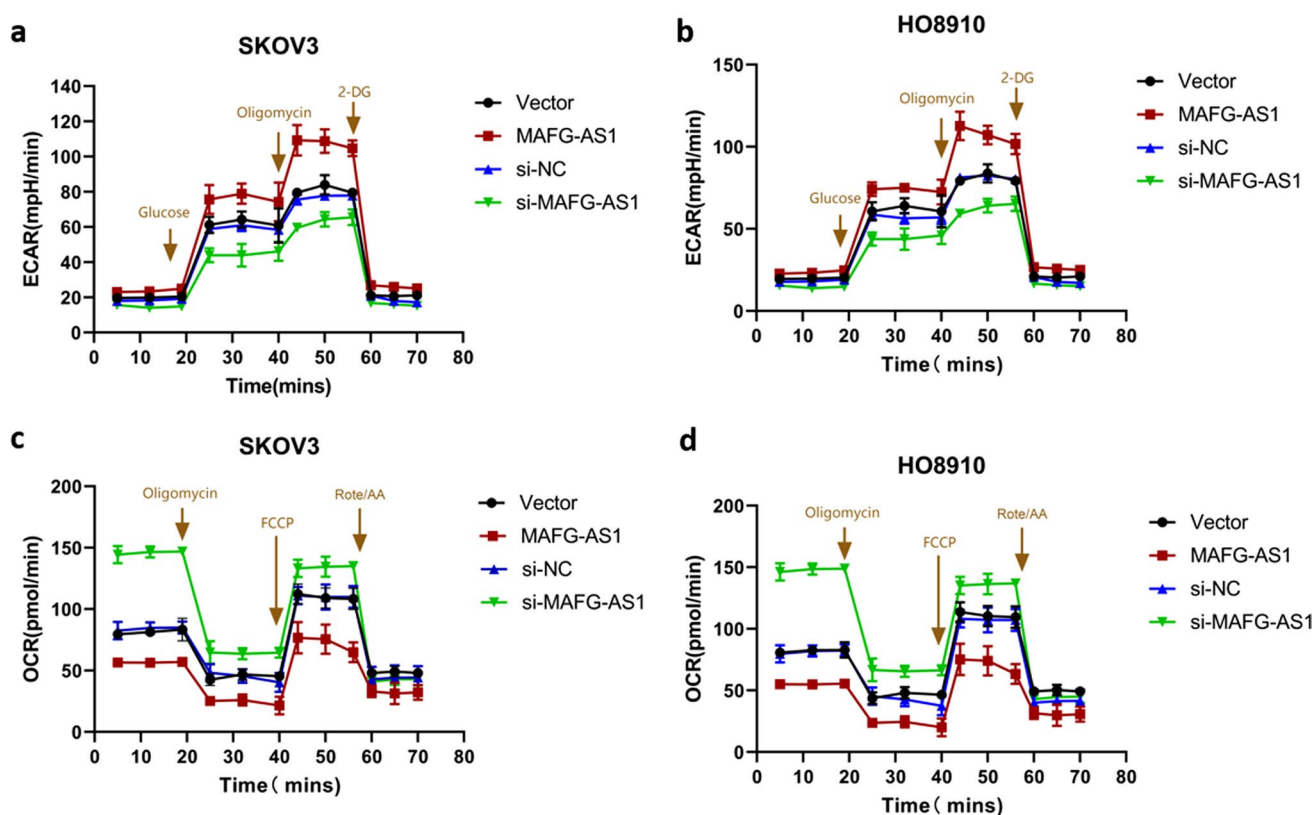 a
SKOV3
ECAR(mpH/min)
140
120
100
80
60
40
20
0
Glucose
Oligomycin
2-DG
0 10 20 30 40 50 60 70 80
Time(mins)
Vector
MAFG-AS1
si-NC
si-MAFG-AS1
b
HO8910
ECAR(mpH/min)
150
100
50
0
Glucose
Oligomycin
2-DG
0 10 20 30 40 50 60 70 80
Time( mins)
Vector
MAFG-AS1
si-NC
si-MAFG-AS1
c
SKOV3
OCR(pmol/min)
200
150
100
50
0
Oligomycin
FCCP
Rote/AA
0 10 20 30 40 50 60 70 80
Time( mins)
Vector
MAFG-AS1
si-NC
si-MAFG-AS1
d
HO8910
OCR(pmol/min)
200
150
100
50
0
Oligomycin
FCCP
Rote/AA
0 10 20 30 40 50 60 70 80
Time( mins)
Vector
MAFG-AS1
si-NC
si-MAFG-AS1